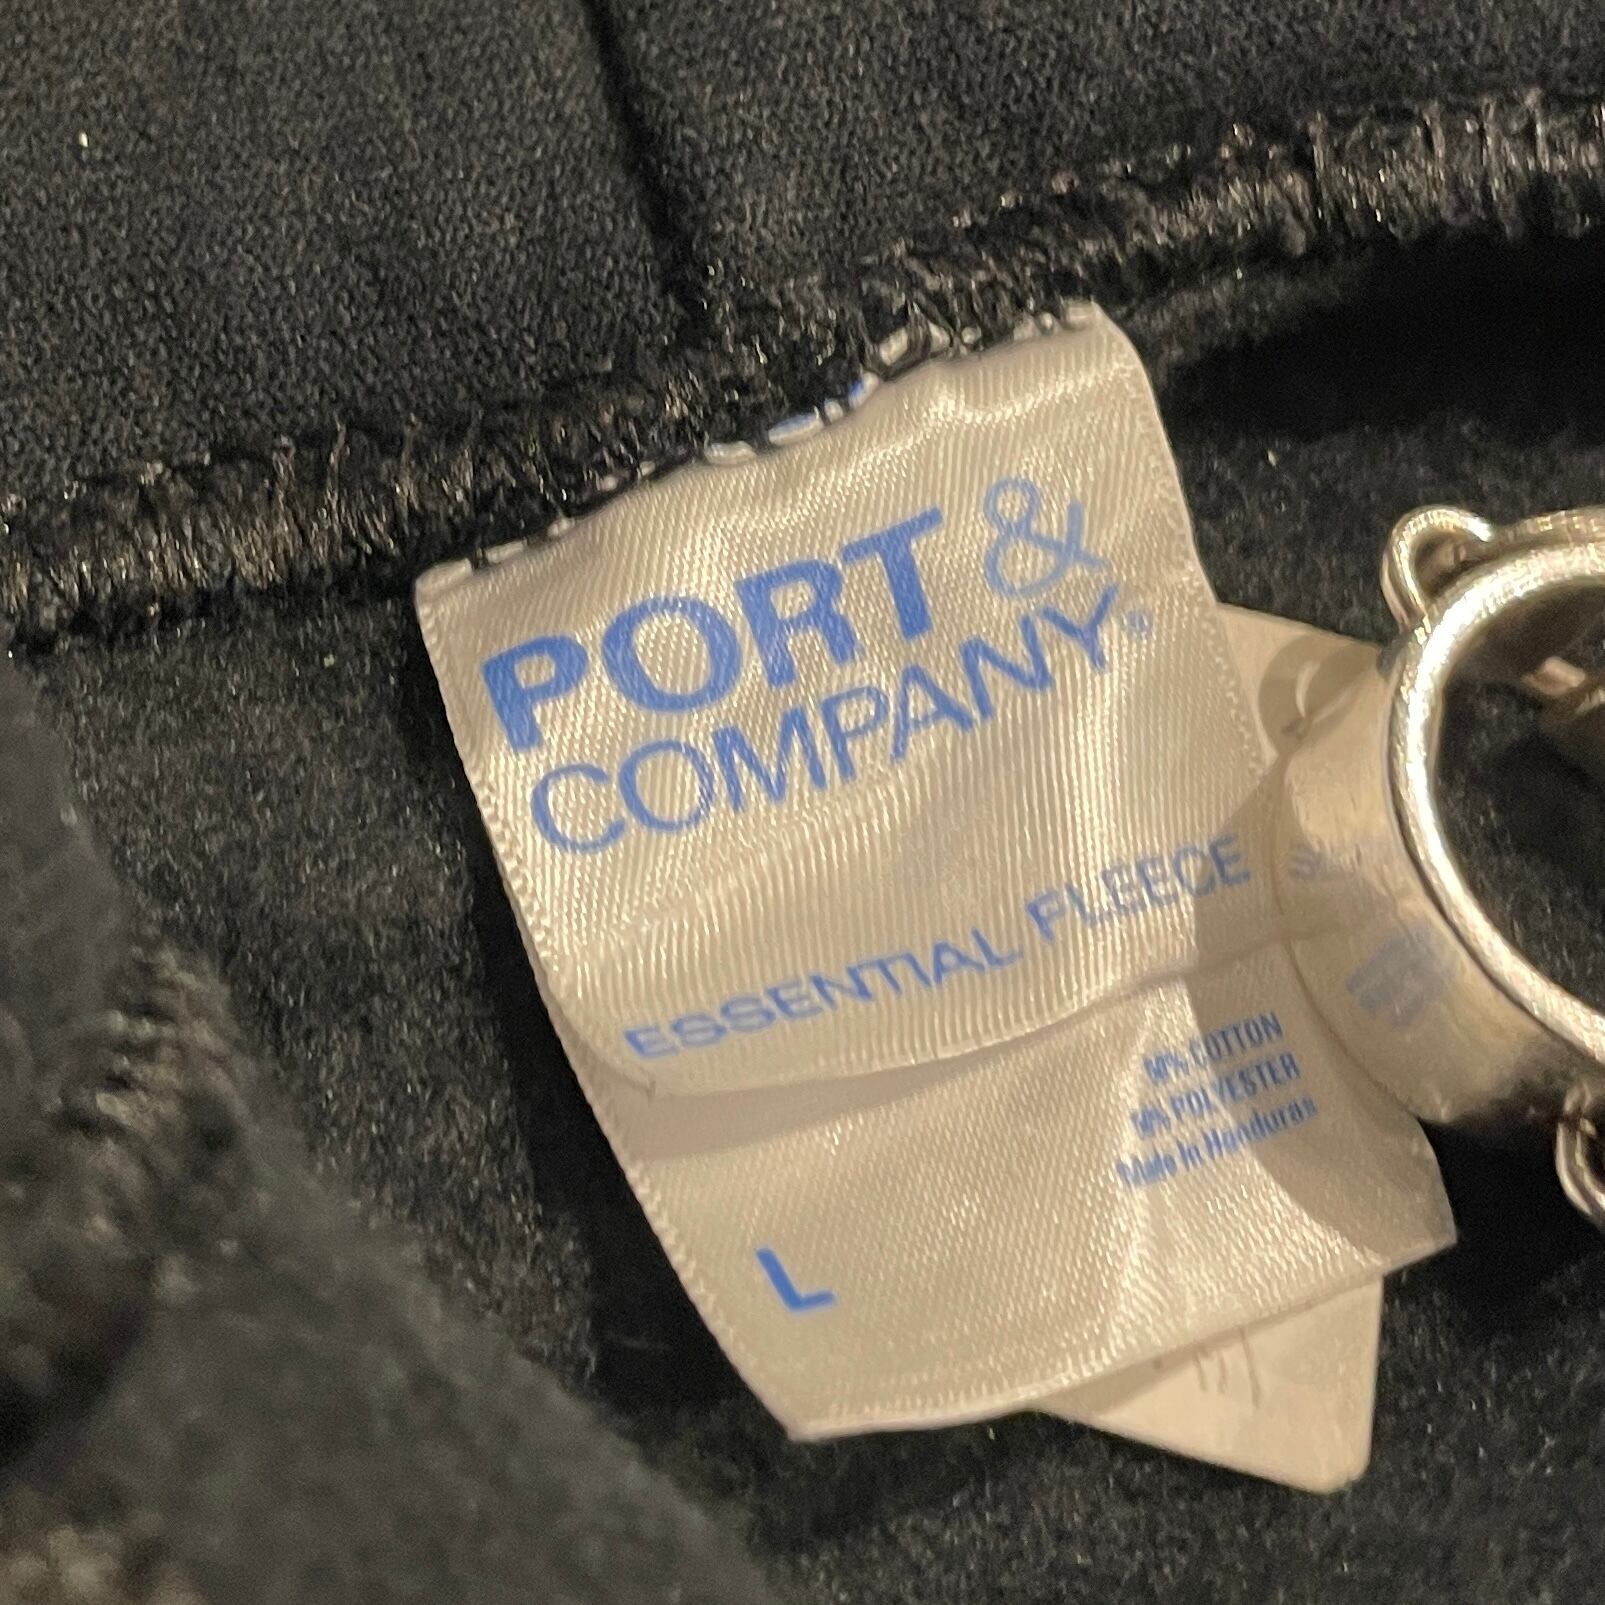 PORT &
COMPANY®
ESSENTIAL FLEECE
% COTTON
% POLYESTER
Made In Honduras
L